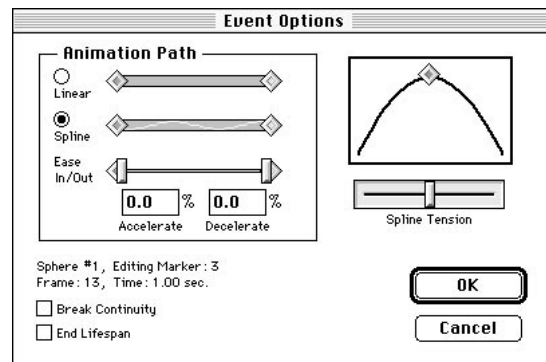 Event Options
Animation Path
Linear
Spline
Ease
In/Out
0.0 % 0.0 %
Accelerate Decelerate
Spline Tension
Sphere #1, Editing Marker: 3
Frame: 13, Time: 1.00 sec.
Break Continuity
End Lifespan
OK
Cancel